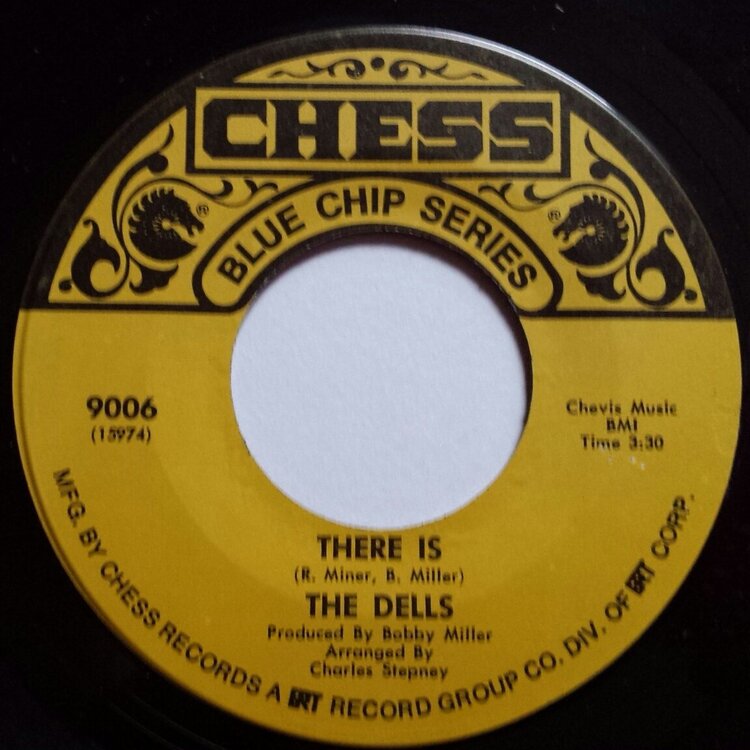 CHESS
®
®
BLUE CHIP SERIES
9006
(15974)
Chevis Music
BMI
Time 3:30
THERE IS
(R. Miner, B. Miller)
THE DELLS
Produced By Bobby Miller
Arranged By
Charles Stepney
MFG. BY CHESS RECORDS A GRT RECORD GROUP CO. DIV. OF GRT CORP.